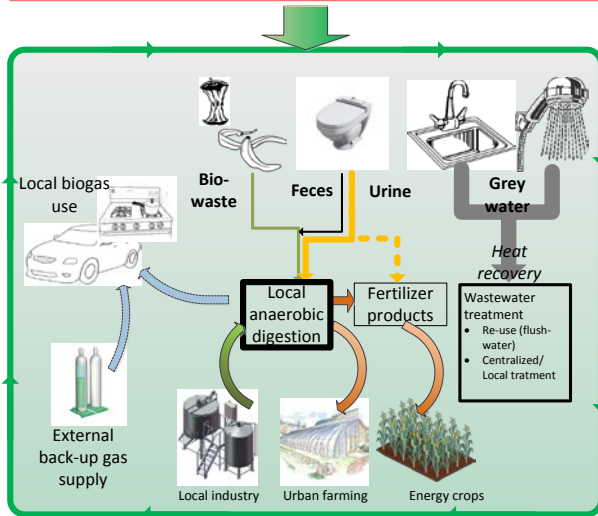 Bio-
waste
Feces
Urine
Grey
water
Local biogas
use
Heat
recovery
Local
anaerobic
digestion
Fertilizer
products
Wastewater
treatment
• Re-use (flush-
water)
• Centralized/
Local tratment
External
back-up gas
supply
Local industry
Urban farming
Energy crops